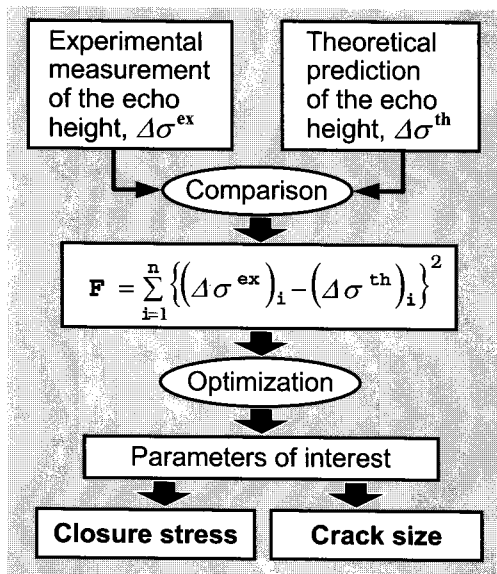 Experimental
measurement
of the echo
height, Δσ^ex
Theoretical
prediction
of the echo
height, Δσ^th
Comparison
F = ∑_{i=1}^{n} {(Δσ^ex)_i − (Δσ^th)_i}^2
Optimization
Parameters of interest
Closure stress
Crack size